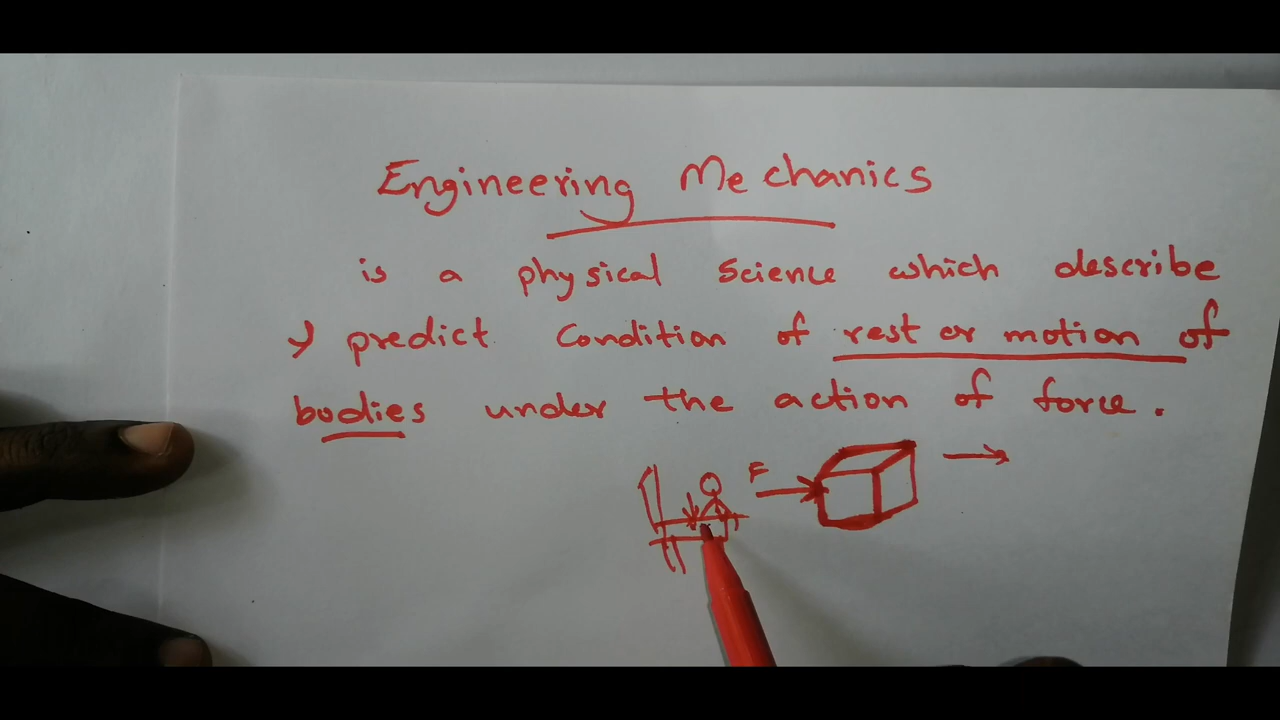 Engineering Mechanics
is a physical science which describe
y predict condition of rest or motion of
bodies under the action of force.
F